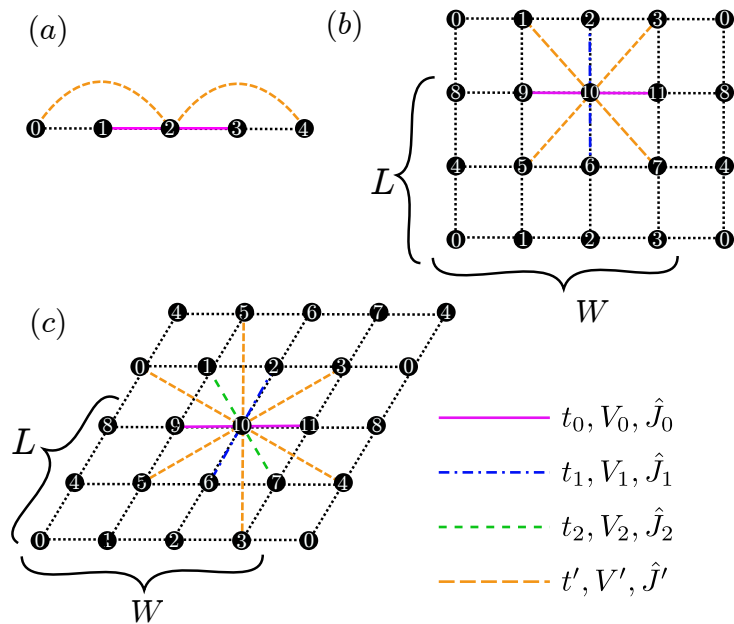 (a)
0 1 2 3 4
(b)
0 1 2 3 0
8 9 10 11 8
4 5 6 7 4
0 1 2 3 0
L
W
(c)
4 5 6 7 4
0 1 2 3 0
8 9 10 11 8
4 5 6 7 4
0 1 2 3 0
L
W
t₀, V₀, Ĵ₀
t₁, V₁, Ĵ₁
t₂, V₂, Ĵ₂
t′, V′, Ĵ′